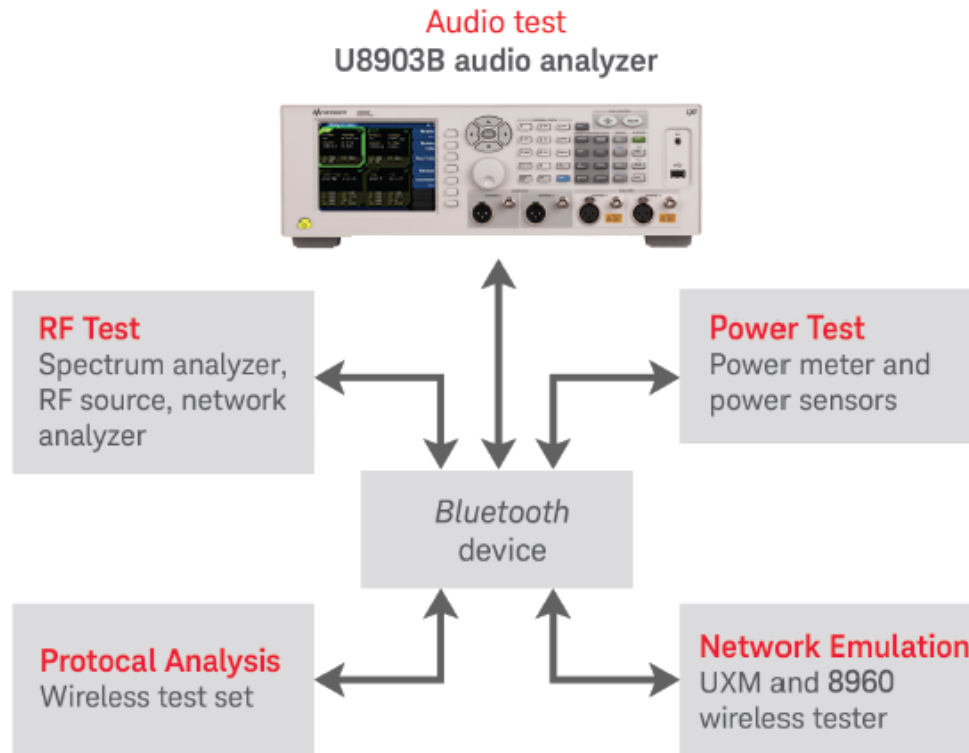 Audio test
U8903B audio analyzer
RF Test
Spectrum analyzer,
RF source, network
analyzer
Power Test
Power meter and
power sensors
Bluetooth
device
Protocal Analysis
Wireless test set
Network Emulation
UXM and 8960
wireless tester